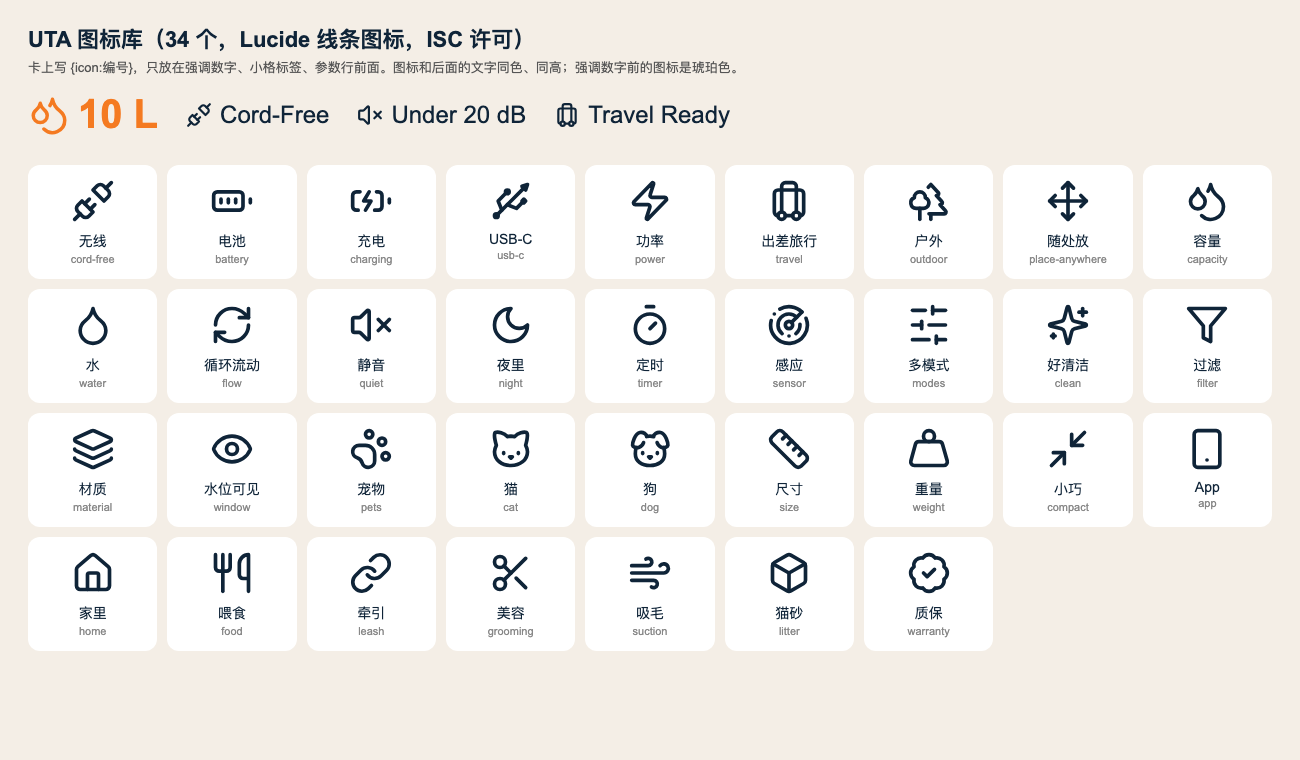 UTA 图标库（34 个，Lucide 线条图标，ISC 许可）
卡上写 {icon:编号}，只放在强调数字、小格标签、参数行前面。图标和后面的文字同色、同高；强调数字前的图标是琥珀色。
10 L Cord-Free Under 20 dB Travel Ready
无线 电池 充电 USB-C 功率 出差旅行 户外 随处放 容量
cord-free battery charging usb-c power travel outdoor place-anywhere capacity
水 循环流动 静音 夜里 定时 感应 多模式 好清洁 过滤
water flow quiet night timer sensor modes clean filter
材质 水位可见 宠物 猫 狗 尺寸 重量 小巧 App
material window pets cat dog size weight compact app
家里 喂食 牵引 美容 吸毛 猫砂 质保
home food leash grooming suction litter warranty